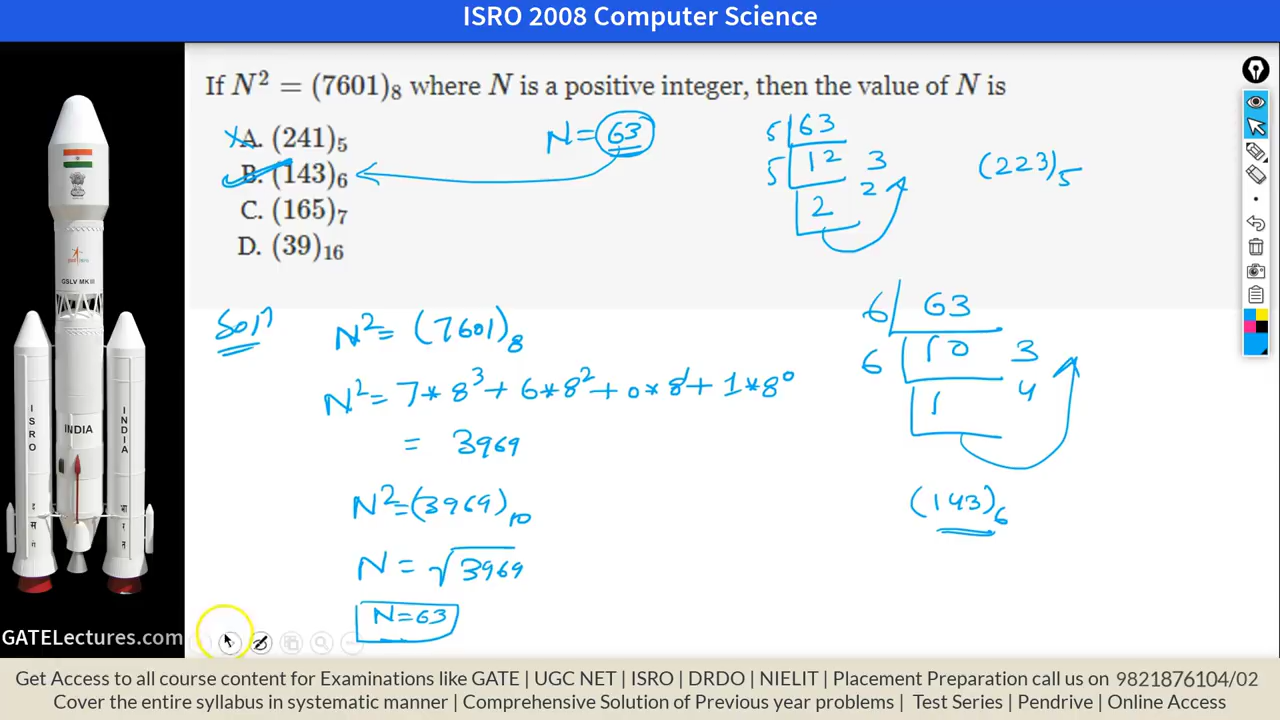 ISRO 2008 Computer Science
If N² = (7601)₈ where N is a positive integer, then the value of N is
A. (241)₅
B. (143)₆
C. (165)₇
D. (39)₁₆
N = 63
5 63
5 12 3
2 2
(223)₅
6 63
6 10 3
1 4
(143)₆
Soln
N² = (7601)₈
N² = 7*8³ + 6*8² + 0*8¹ + 1*8⁰
= 3969
N² = (3969)₁₀
N = √3969
N = 63
GSLV MKIII
ISRO
INDIA
INDIA
GATELectures.com
Get Access to all course content for Examinations like GATE | UGC NET | ISRO | DRDO | NIELIT | Placement Preparation call us on 9821876104/02
Cover the entire syllabus in systematic manner | Comprehensive Solution of Previous year problems | Test Series | Pendrive | Online Access